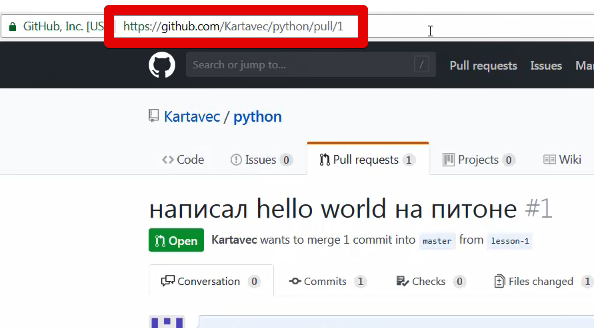 GitHub, Inc. [US] https://github.com/Kartavec/python/pull/1
Search or jump to... / Pull requests Issues
Kartavec / python
Code Issues 0 Pull requests 1 Projects 0 Wiki
написал hello world на питоне #1
Open Kartavec wants to merge 1 commit into master from lesson-1
Conversation 0 Commits 1 Checks 0 Files changed 1